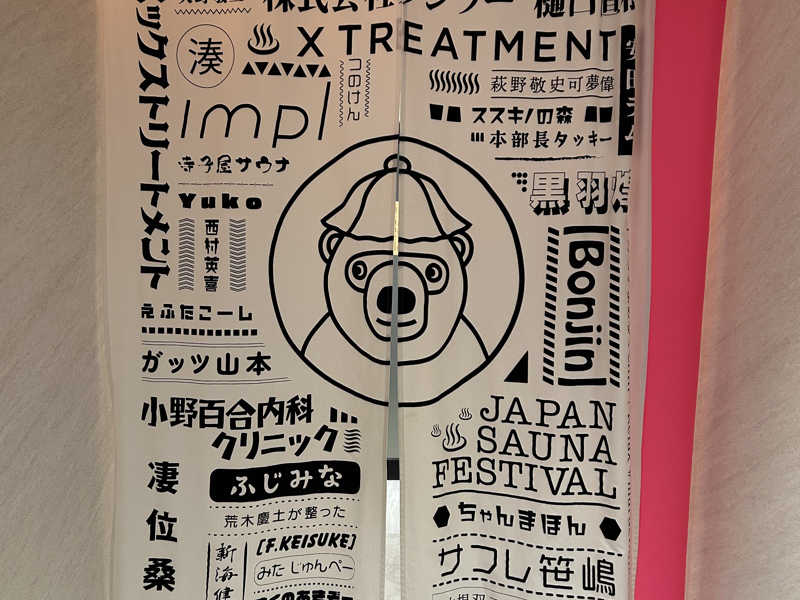 株式会社
樋口直
湊
X TREATMENT
つのけん
萩野敬史可夢偉
ックストリートメント
Impl
ススキノの森
本部長タッキー
寺子屋サウナ
黒羽
Yuko
西村英喜
Bonjin
えふたこーし
ガッツ山本
小野百合内科
クリニック
JAPAN
SAUNA
FESTIVAL
ふじみな
凄位桑
荒木慶士が整った
ちゃんまほん
[F.KEISUKE]
新海
みたじゅんぺー
サコレ笹嶋